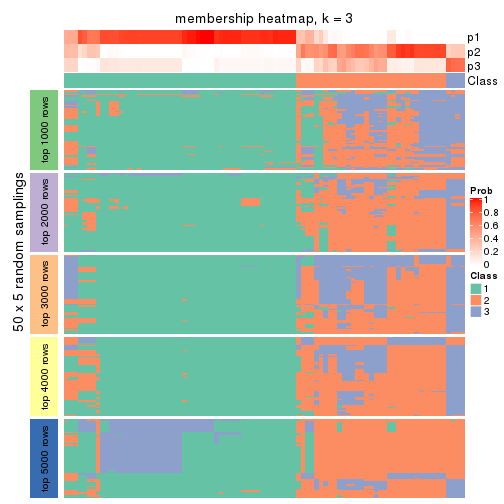 membership heatmap, k = 3
p1
p2
p3
Class
50 x 5 random samplings
top 1000 rows
top 2000 rows
top 3000 rows
top 4000 rows
top 5000 rows
Prob
1
0.8
0.6
0.4
0.2
0
Class
1
2
3